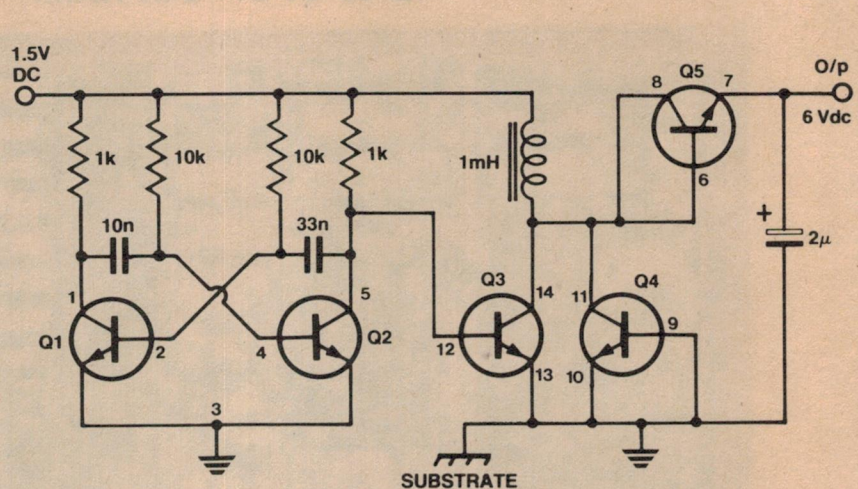 1.5V
DC
1k
10k
10k
1k
10n
33n
1mH
8
Q5
7
6
O/p
6 Vdc
+
2μ
1
Q1
2
4
5
Q2
3
Q3
12
14
13
11
Q4
9
10
SUBSTRATE